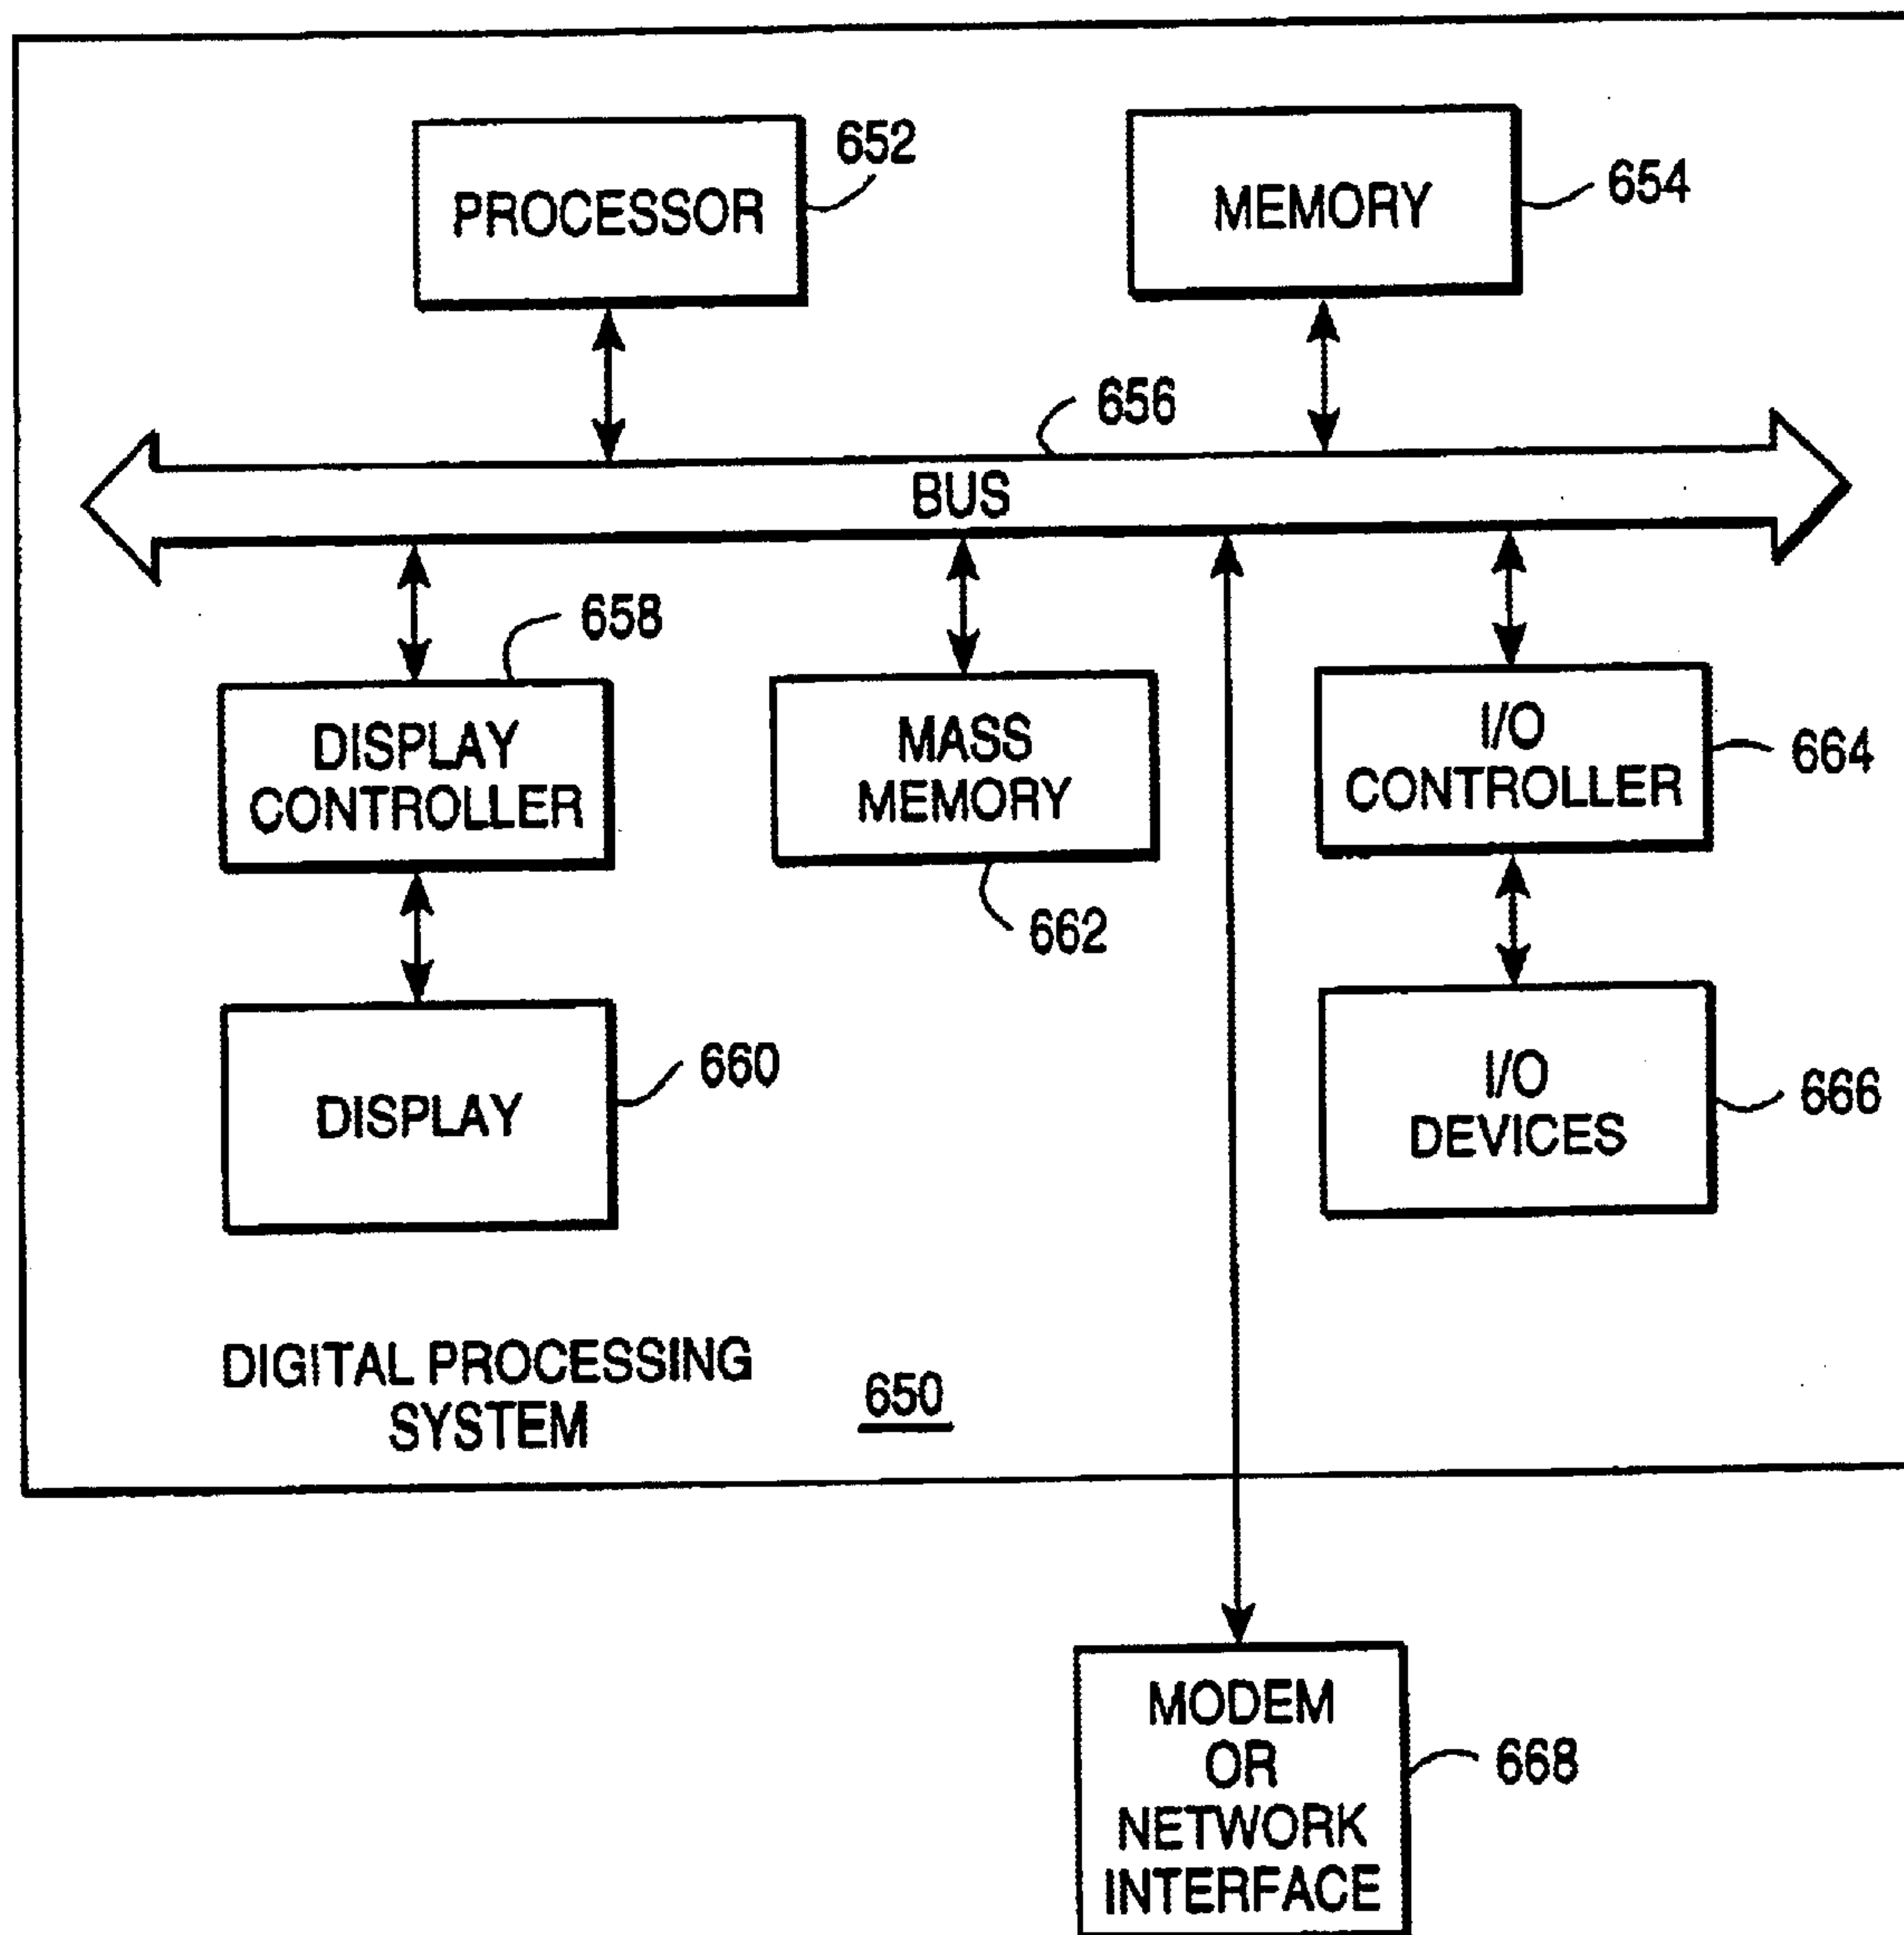 PROCESSOR
652
MEMORY
654
656
BUS
658
DISPLAY
CONTROLLER
MASS
MEMORY
662
I/O
CONTROLLER
664
DISPLAY
660
I/O
DEVICES
666
DIGITAL PROCESSING
SYSTEM
650
MODEM
OR
NETWORK
INTERFACE
668